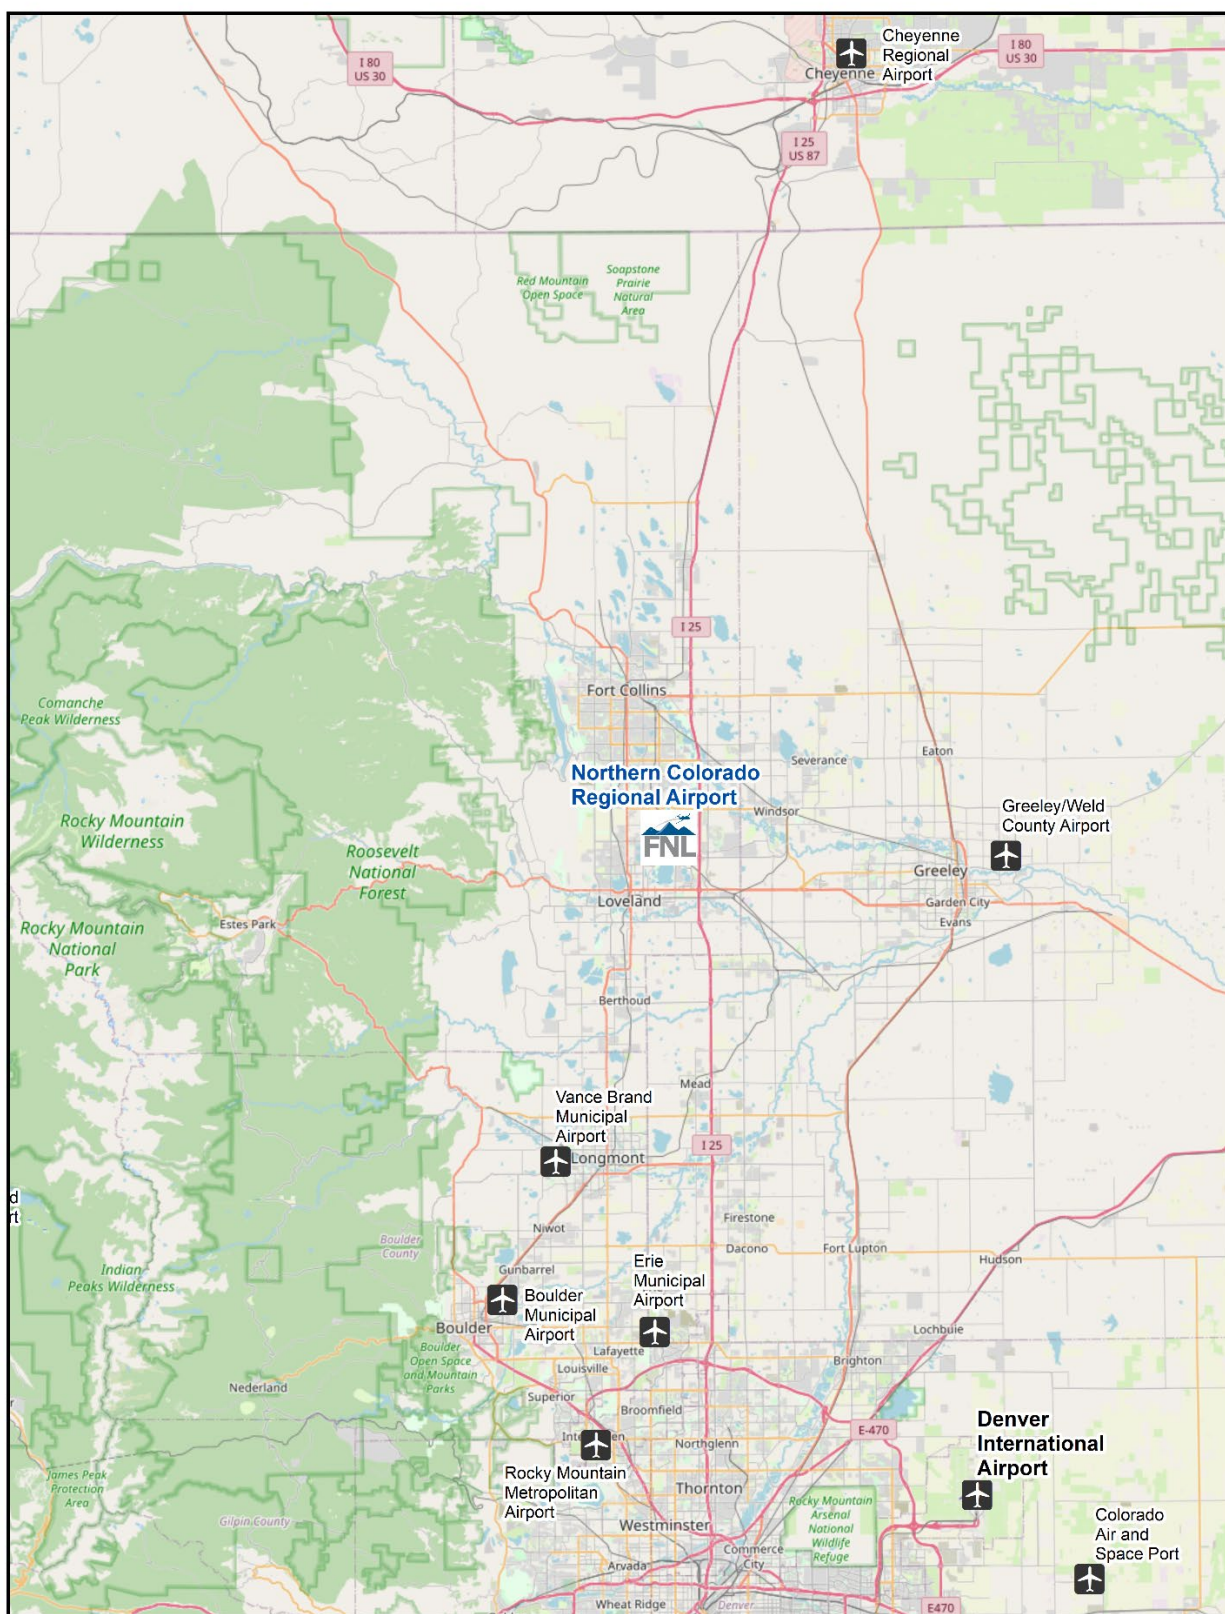 Cheyenne
Regional
Airport
I 80
US 30
I 80
US 30
Cheyenne
I 25
US 87
Red Mountain
Open Space
Soapstone
Prairie
Natural
Area
I 25
Fort Collins
Comanche
Peak Wilderness
Eaton
Severance
Northern Colorado
Regional Airport
Windsor
Greeley/Weld
County Airport
Rocky Mountain
Wilderness
FNL
Roosevelt
National
Forest
Greeley
Loveland
Garden City
Evans
Estes Park
Rocky Mountain
National
Park
Berthoud
Mead
Vance Brand
Municipal
Airport
I 25
Longmont
d
rt
Firestone
Niwot
Boulder
County
Dacono
Fort Lupton
Hudson
Indian
Peaks Wilderness
Gunbarrel
Erie
Municipal
Airport
Boulder
Municipal
Airport
Boulder
Lochbuie
Boulder
Open Space
and Mountain
Parks
Lafayette
Louisville
Brighton
Nederland
Superior
Broomfield
E-470
Denver
International
Airport
Northglenn
Rocky Mountain
Metropolitan
Airport
James Peak
Protection
Area
Thornton
Rocky Mountain
Arsenal
National
Wildlife
Refuge
Gilpin County
Westminster
Colorado
Air and
Space Port
Commerce
City
Arvada
Wheat Ridge
Denver
E470